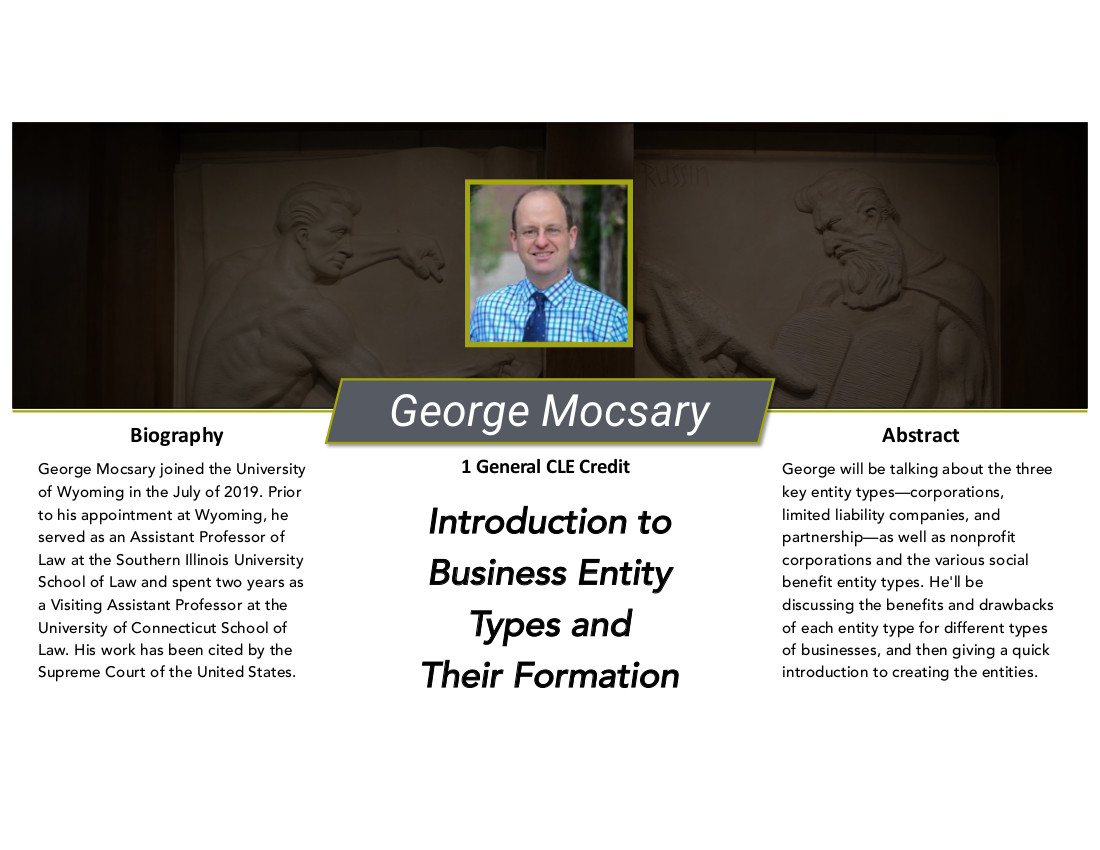 RUSSIN
George Mocsary
Biography
George Mocsary joined the University
of Wyoming in the July of 2019. Prior
to his appointment at Wyoming, he
served as an Assistant Professor of
Law at the Southern Illinois University
School of Law and spent two years as
a Visiting Assistant Professor at the
University of Connecticut School of
Law. His work has been cited by the
Supreme Court of the United States.
1 General CLE Credit
Introduction to
Business Entity
Types and
Their Formation
Abstract
George will be talking about the three
key entity types—corporations,
limited liability companies, and
partnership—as well as nonprofit
corporations and the various social
benefit entity types. He'll be
discussing the benefits and drawbacks
of each entity type for different types
of businesses, and then giving a quick
introduction to creating the entities.